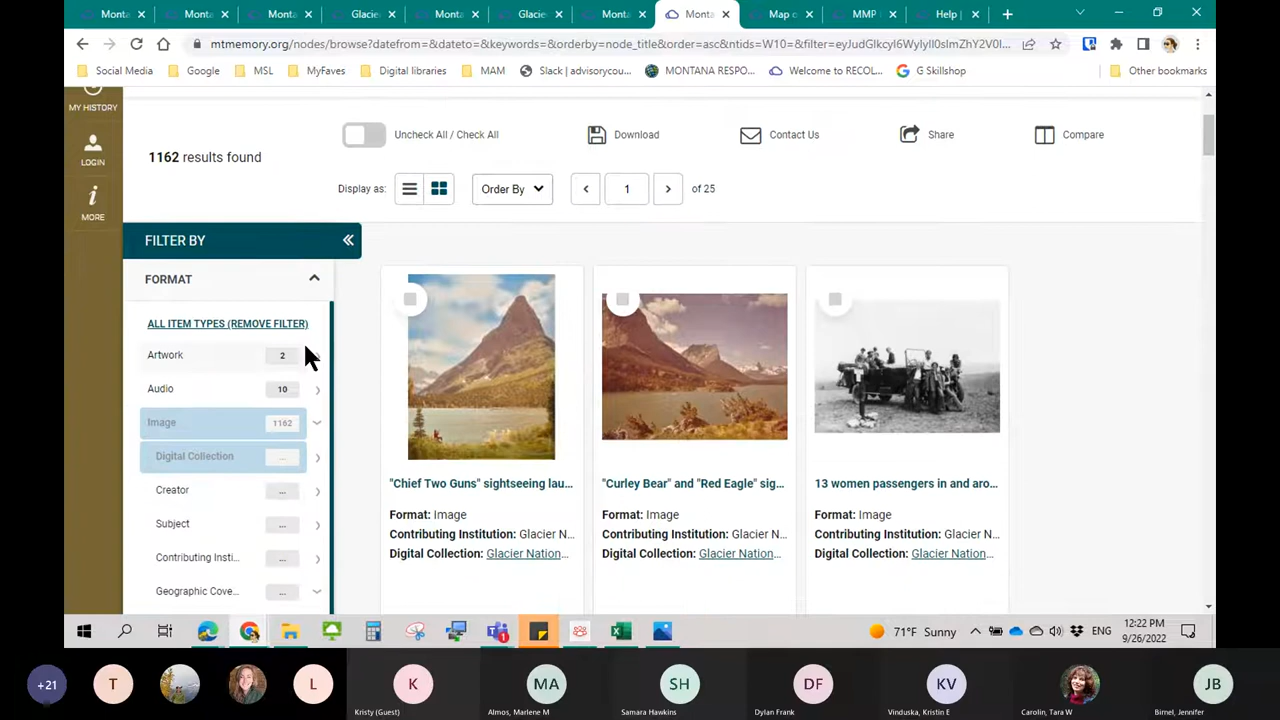 Monta
Monta
Monta
Glacie
Monta
Glacie
Monta
Monta
Map o
MMP
Help |
mtmemory.org/nodes/browse?datefrom=&dateto=&keywords=&orderby=node_title&order=asc&ntids=W10=&filter=
Social Media
Google
MSL
MyFaves
Digital libraries
MAM
Slack | advisorycou...
MONTANA RESPO...
Welcome to RECOL...
G Skillshop
Other bookmarks
MY HISTORY
LOGIN
MORE
1162 results found
Uncheck All / Check All
Download
Contact Us
Share
Compare
Display as:
Order By
1
of 25
FILTER BY
FORMAT
ALL ITEM TYPES (REMOVE FILTER)
Artwork 2
Audio 10
Image 1162
Digital Collection ...
Creator ...
Subject ...
Contributing Insti... ...
Geographic Cove... ...
"Chief Two Guns" sightseeing lau...
Format: Image
Contributing Institution: Glacier N...
Digital Collection: Glacier Nation...
"Curley Bear" and "Red Eagle" sig...
Format: Image
Contributing Institution: Glacier N...
Digital Collection: Glacier Nation...
13 women passengers in and aro...
Format: Image
Contributing Institution: Glacier N...
Digital Collection: Glacier Nation...
71°F Sunny
ENG
12:22 PM
9/26/2022
+21
T
L
K
Kristy (Guest)
MA
Almos, Marlene M
SH
Samara Hawkins
DF
Dylan Frank
KV
Vinduska, Kristin E
Carolin, Tara W
JB
Birnel, Jennifer